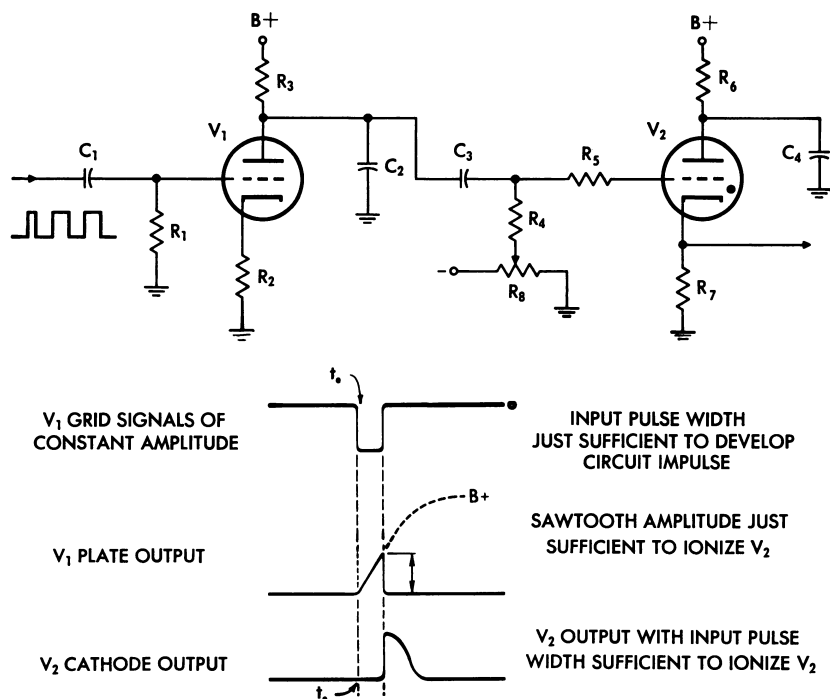 B+
B+
R3
R6
V1
V2
C1
C2
C3
R5
C4
R1
R4
R2
-
R8
R7
to
V1 GRID SIGNALS OF
CONSTANT AMPLITUDE
INPUT PULSE WIDTH
JUST SUFFICIENT TO DEVELOP
CIRCUIT IMPULSE
B+
V1 PLATE OUTPUT
SAWTOOTH AMPLITUDE JUST
SUFFICIENT TO IONIZE V2
V2 CATHODE OUTPUT
V2 OUTPUT WITH INPUT PULSE
WIDTH SUFFICIENT TO IONIZE V2
to